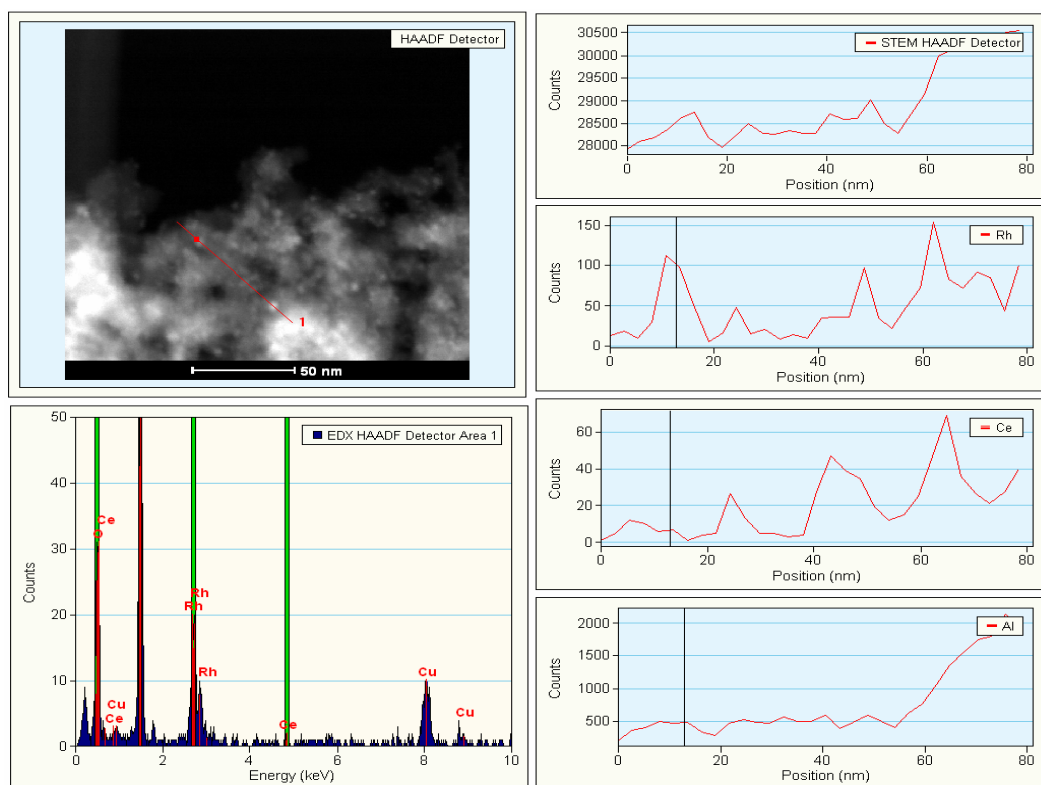 HAADF Detector
1
50 nm
50
40
30
20
10
0
Counts
EDX HAADF Detector Area 1
Ce
O
Rh
Rh
Rh
Cu
Ce
Ce
Cu
Cu
0 2 4 6 8 10
Energy (keV)
30500
30000
29500
29000
28500
28000
Counts
STEM HAADF Detector
0 20 40 60 80
Position (nm)
150
100
50
0
Counts
Rh
0 20 40 60 80
Position (nm)
60
40
20
0
Counts
Ce
0 20 40 60 80
Position (nm)
2000
1500
1000
500
0
Counts
Al
0 20 40 60 80
Position (nm)